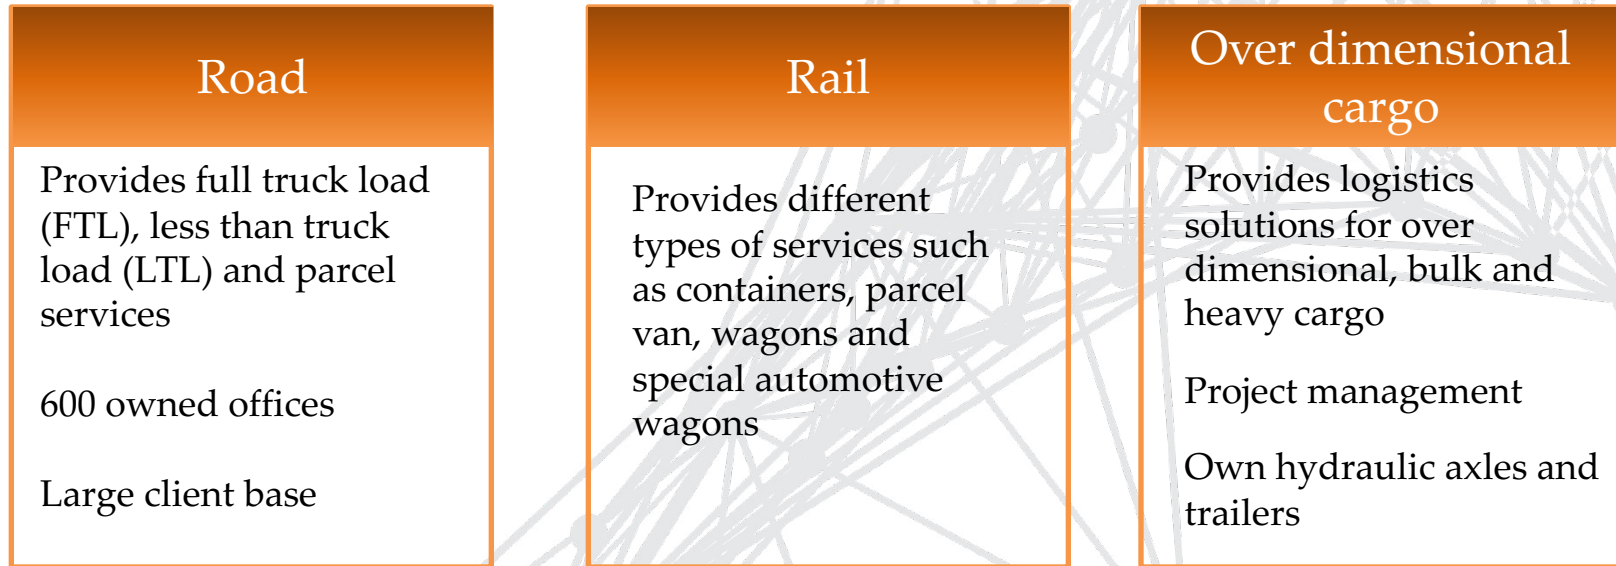 Road
Provides full truck load
(FTL), less than truck
load (LTL) and parcel
services
600 owned offices
Large client base
Rail
Provides different
types of services such
as containers, parcel
van, wagons and
special automotive
wagons
Over dimensional
cargo
Provides logistics
solutions for over
dimensional, bulk and
heavy cargo
Project management
Own hydraulic axles and
trailers